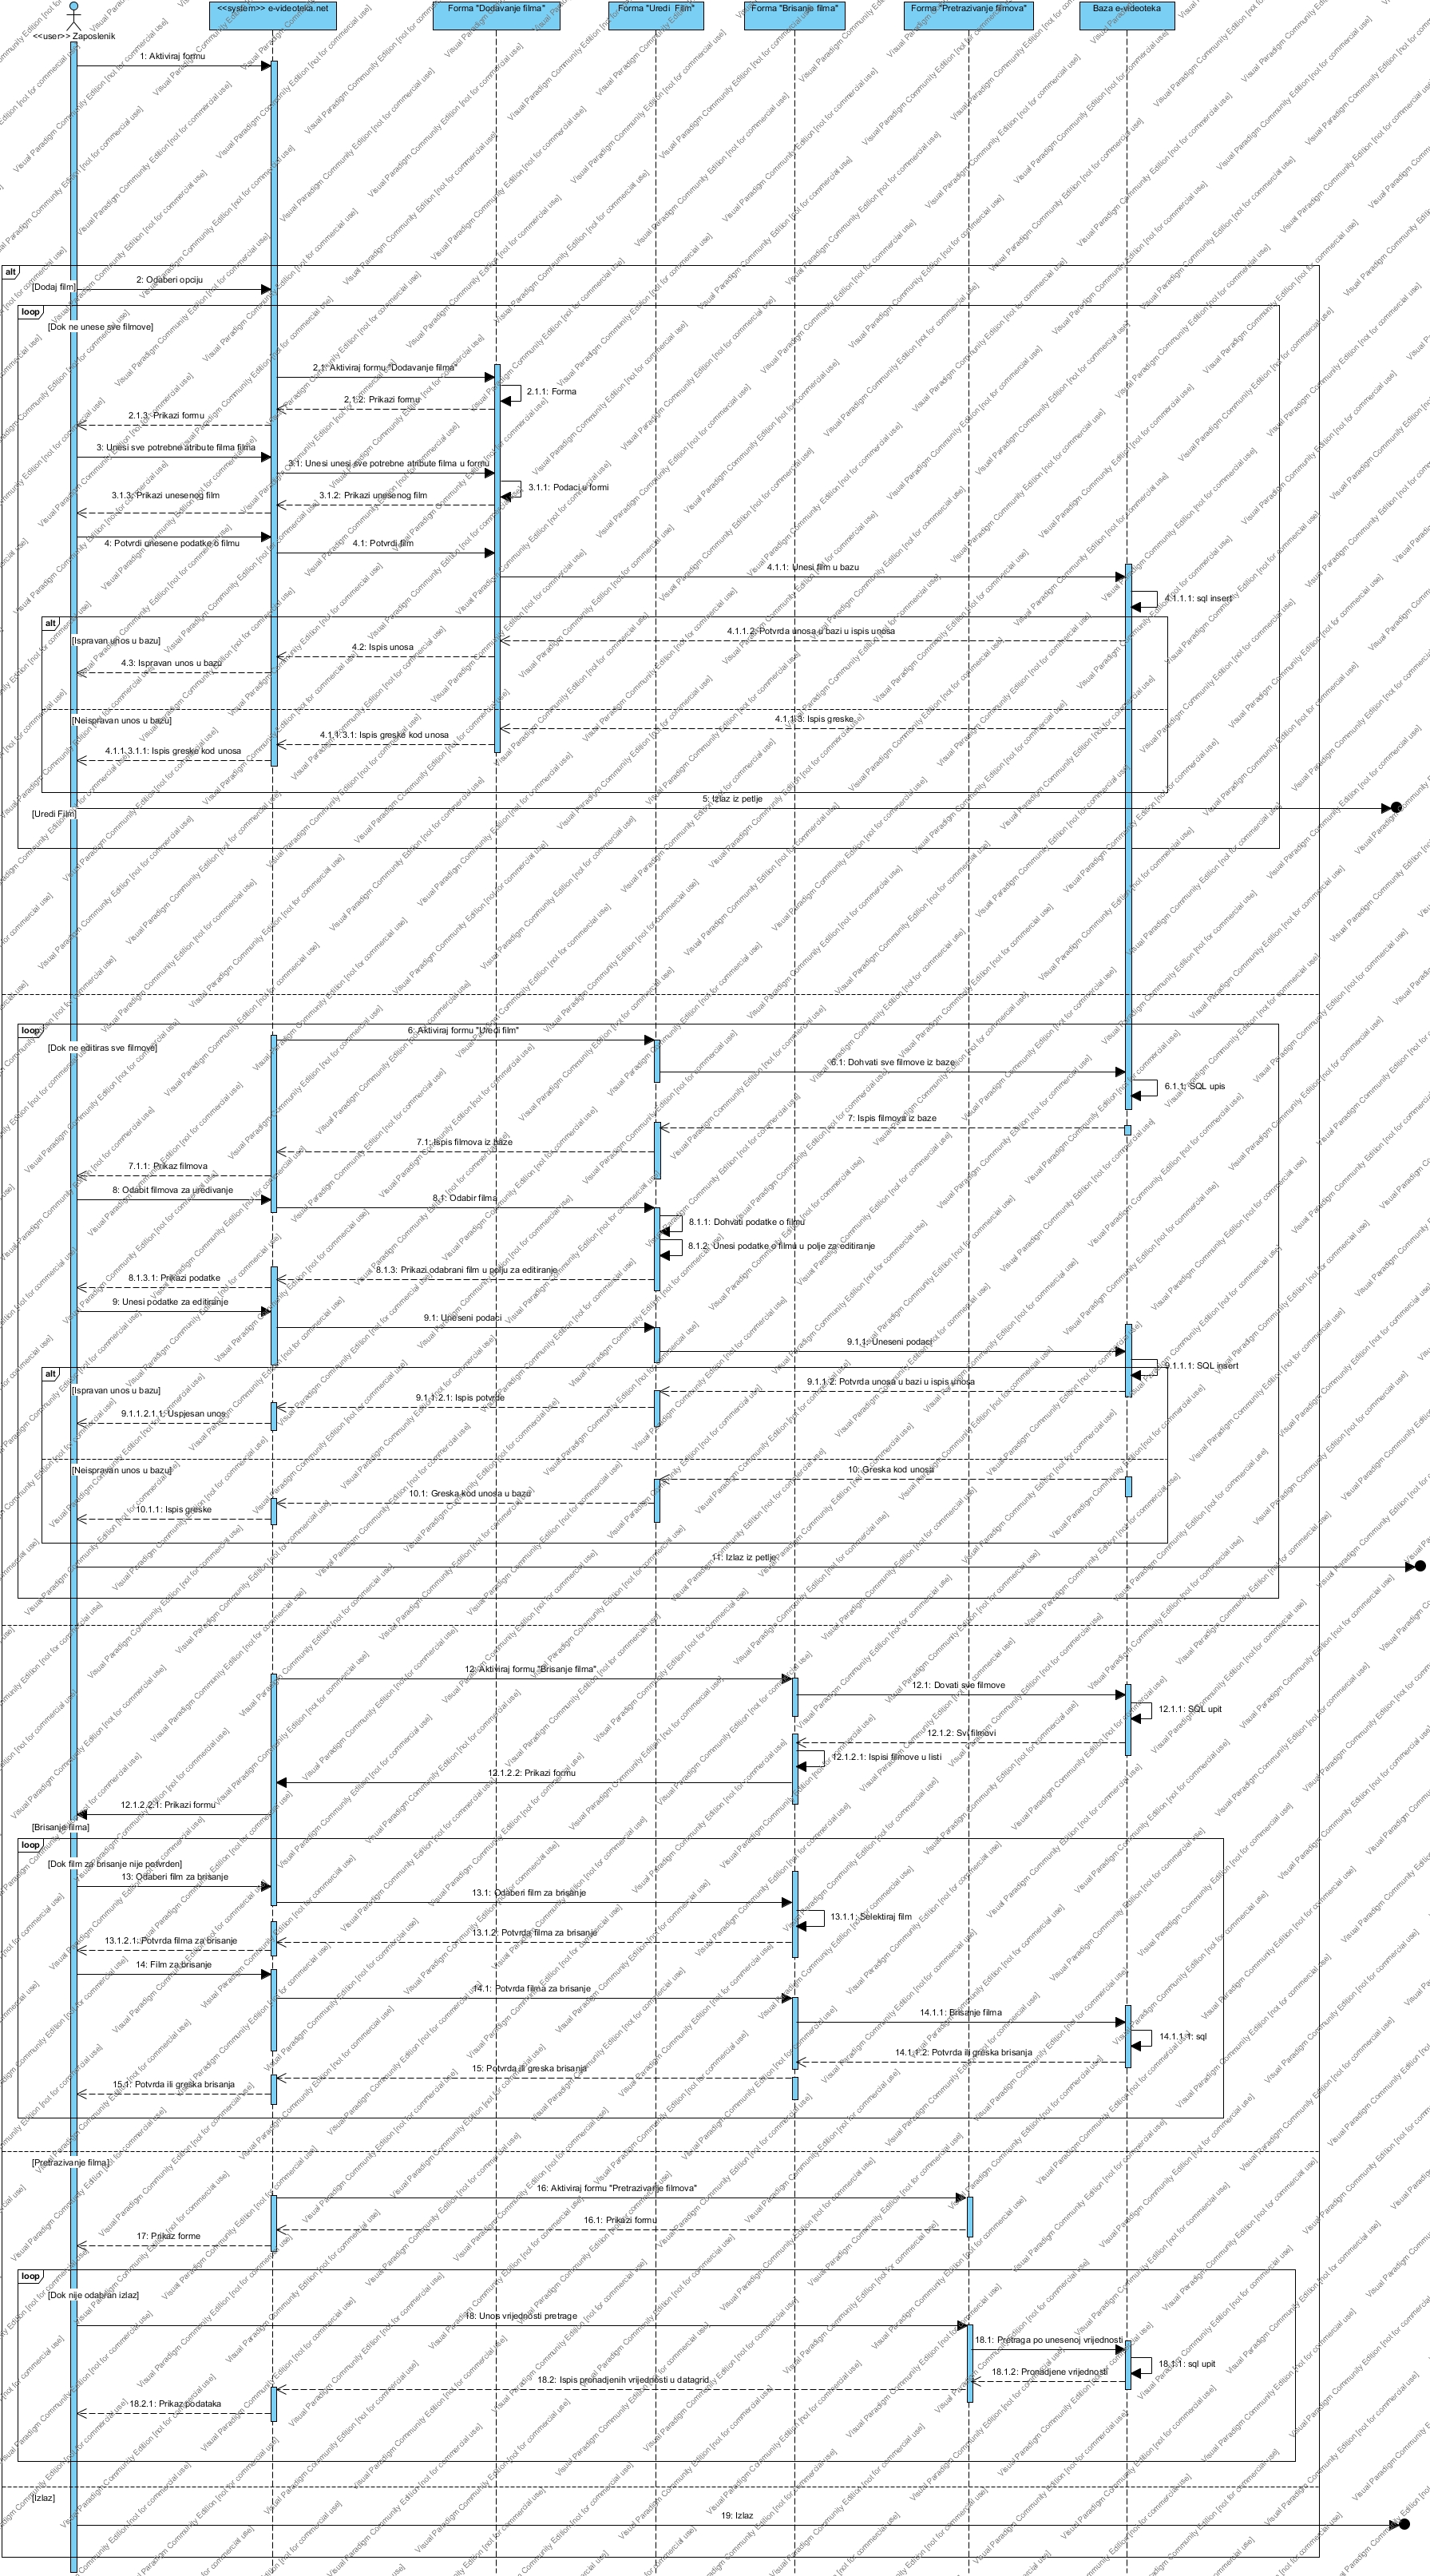 <<user>> Zaposlenik
<<system>> e-videoteka.net
Forma "Dodavanje filma"
Forma "Uredi Film"
Forma "Brisanje filma"
Forma "Pretrazivanje filmova"
Baza e-videoteka
1: Aktiviraj formu
alt
[Dodaj film]
2: Odaberi opciju
loop
[Dok ne unese sve filmove]
2.1: Aktiviraj formu "Dodavanje filma"
2.1.1: Forma
2.1.2: Prikazi formu
2.1.3: Prikazi formu
3: Unesi sve potrebne atribute filma filma
3.1: Unesi unesi sve potrebne atribute filma u formu
3.1.1: Podaci u formi
3.1.2: Prikazi unesenog film
3.1.3: Prikazi unesenog film
4: Potvrdi unesene podatke o filmu
4.1: Potvrdi film
4.1.1: Unesi film u bazu
4.1.1.1: sql insert
alt
[Ispravan unos u bazu]
4.1.1.2: Potvrda unosa u bazi u ispis unosa
4.2: Ispis unosa
4.3: Ispravan unos u bazu
[Neispravan unos u bazu]
4.1.1.3: Ispis greske
4.1.1.3.1: Ispis greske kod unosa
4.1.1.3.1.1: Ispis greske kod unosa
5: Izlaz iz petlje
[Uredi Film]
loop
[Dok ne editiras sve filmove]
6: Aktiviraj formu "Uredi film"
6.1: Dohvati sve filmove iz baze
6.1.1: SQL upis
7: Ispis filmova iz baze
7.1: Ispis filmova iz baze
7.1.1: Prikaz filmova
8: Odabit filmova za uredivanje
8.1: Odabir filma
8.1.1: Dohvati podatke o filmu
8.1.2: Unesi podatke o filmu u polje za editiranje
8.1.3: Prikazi odabrani film u polju za editiranje
8.1.3.1: Prikazi podatke
9: Unesi podatke za editiranje
9.1: Uneseni podaci
9.1.1: Uneseni podaci
9.1.1.1: SQL insert
alt
[Ispravan unos u bazu]
9.1.1.2: Potvrda unosa u bazi u ispis unosa
9.1.1.2.1: Ispis potvrde
9.1.1.2.1.1: Uspjesan unos
[Neispravan unos u bazu]
10: Greska kod unosa
10.1: Greska kod unosa u bazu
10.1.1: Ispis greske
11: Izlaz iz petlje
12: Aktiviraj formu "Brisanje filma"
12.1: Dovati sve filmove
12.1.1: SQL upit
12.1.2: Svi filmovi
12.1.2.1: Ispisi filmove u listi
12.1.2.2: Prikazi formu
12.1.2.2.1: Prikazi formu
[Brisanje filma]
loop
[Dok film za brisanje nije potvrden]
13: Odaberi film za brisanje
13.1: Odaberi film za brisanje
13.1.1: Selektiraj film
13.1.2: Potvrda filma za brisanje
13.1.2.1: Potvrda filma za brisanje
14: Film za brisanje
14.1: Potvrda filma za brisanje
14.1.1: Brisanje filma
14.1.1.1: sql
14.1.1.2: Potvrda ili greska brisanja
15: Potvrda ili greska brisanja
15.1: Potvrda ili greska brisanja
[Pretrazivanje filma]
16: Aktiviraj formu "Pretrazivanje filmova"
16.1: Prikazi formu
17: Prikaz forme
loop
[Dok nije odabran izlaz]
18: Unos vrijednosti pretrage
18.1: Pretraga po unesenoj vrijednosti
18.1.1: sql upit
18.1.2: Pronadjene vrijednosti
18.2: Ispis pronadjenih vrijednosti u datagrid
18.2.1: Prikaz podataka
[Izlaz]
19: Izlaz
Visual Paradigm Community Edition [not for commercial use]